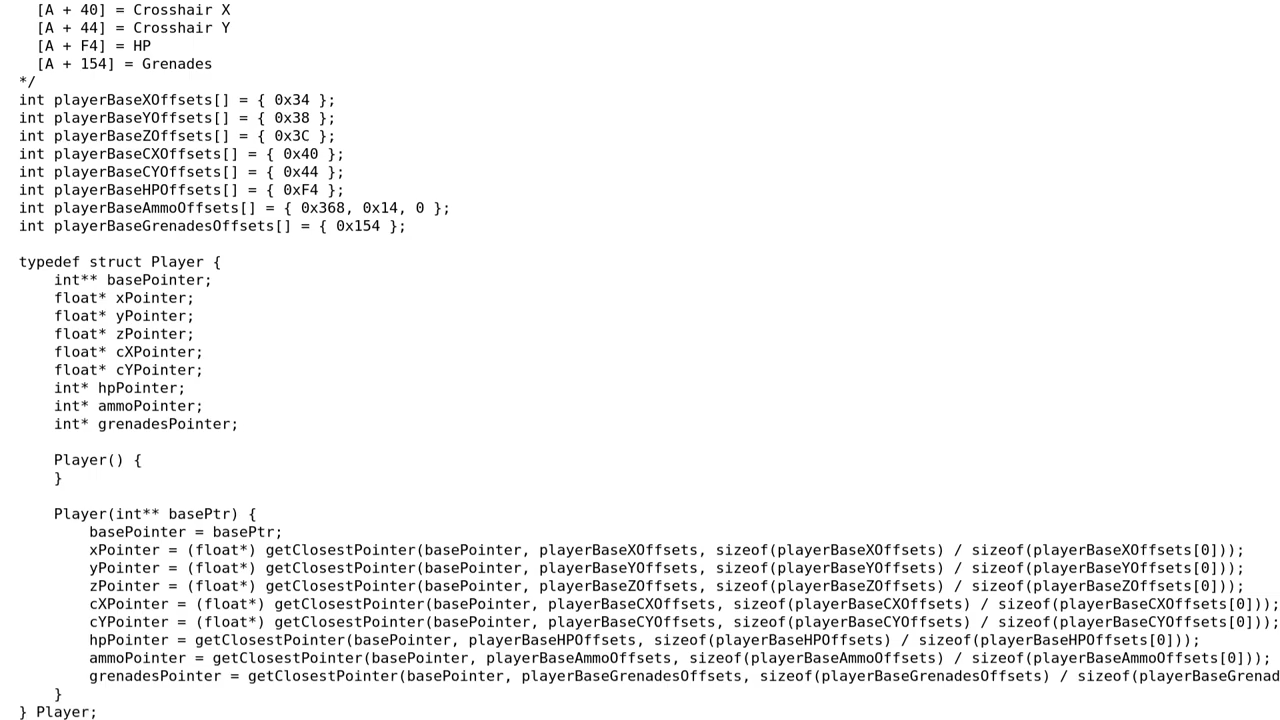 [A + 40] = Crosshair X
[A + 44] = Crosshair Y
[A + F4] = HP
[A + 154] = Grenades
*/
int playerBaseXOffsets[] = { 0x34 };
int playerBaseYOffsets[] = { 0x38 };
int playerBaseZOffsets[] = { 0x3C };
int playerBaseCXOffsets[] = { 0x40 };
int playerBaseCYOffsets[] = { 0x44 };
int playerBaseHPOffsets[] = { 0xF4 };
int playerBaseAmmoOffsets[] = { 0x368, 0x14, 0 };
int playerBaseGrenadesOffsets[] = { 0x154 };
typedef struct Player {
int** basePointer;
float* xPointer;
float* yPointer;
float* zPointer;
float* cXPointer;
float* cYPointer;
int* hpPointer;
int* ammoPointer;
int* grenadesPointer;
Player() {
}
Player(int** basePtr) {
basePointer = basePtr;
xPointer = (float*) getClosestPointer(basePointer, playerBaseXOffsets, sizeof(playerBaseXOffsets) / sizeof(playerBaseXOffsets[0]));
yPointer = (float*) getClosestPointer(basePointer, playerBaseYOffsets, sizeof(playerBaseYOffsets) / sizeof(playerBaseYOffsets[0]));
zPointer = (float*) getClosestPointer(basePointer, playerBaseZOffsets, sizeof(playerBaseZOffsets) / sizeof(playerBaseZOffsets[0]));
cXPointer = (float*) getClosestPointer(basePointer, playerBaseCXOffsets, sizeof(playerBaseCXOffsets) / sizeof(playerBaseCXOffsets[0]));
cYPointer = (float*) getClosestPointer(basePointer, playerBaseCYOffsets, sizeof(playerBaseCYOffsets) / sizeof(playerBaseCYOffsets[0]));
hpPointer = getClosestPointer(basePointer, playerBaseHPOffsets, sizeof(playerBaseHPOffsets) / sizeof(playerBaseHPOffsets[0]));
ammoPointer = getClosestPointer(basePointer, playerBaseAmmoOffsets, sizeof(playerBaseAmmoOffsets) / sizeof(playerBaseAmmoOffsets[0]));
grenadesPointer = getClosestPointer(basePointer, playerBaseGrenadesOffsets, sizeof(playerBaseGrenadesOffsets) / sizeof(playerBaseGrenad
}
} Player;